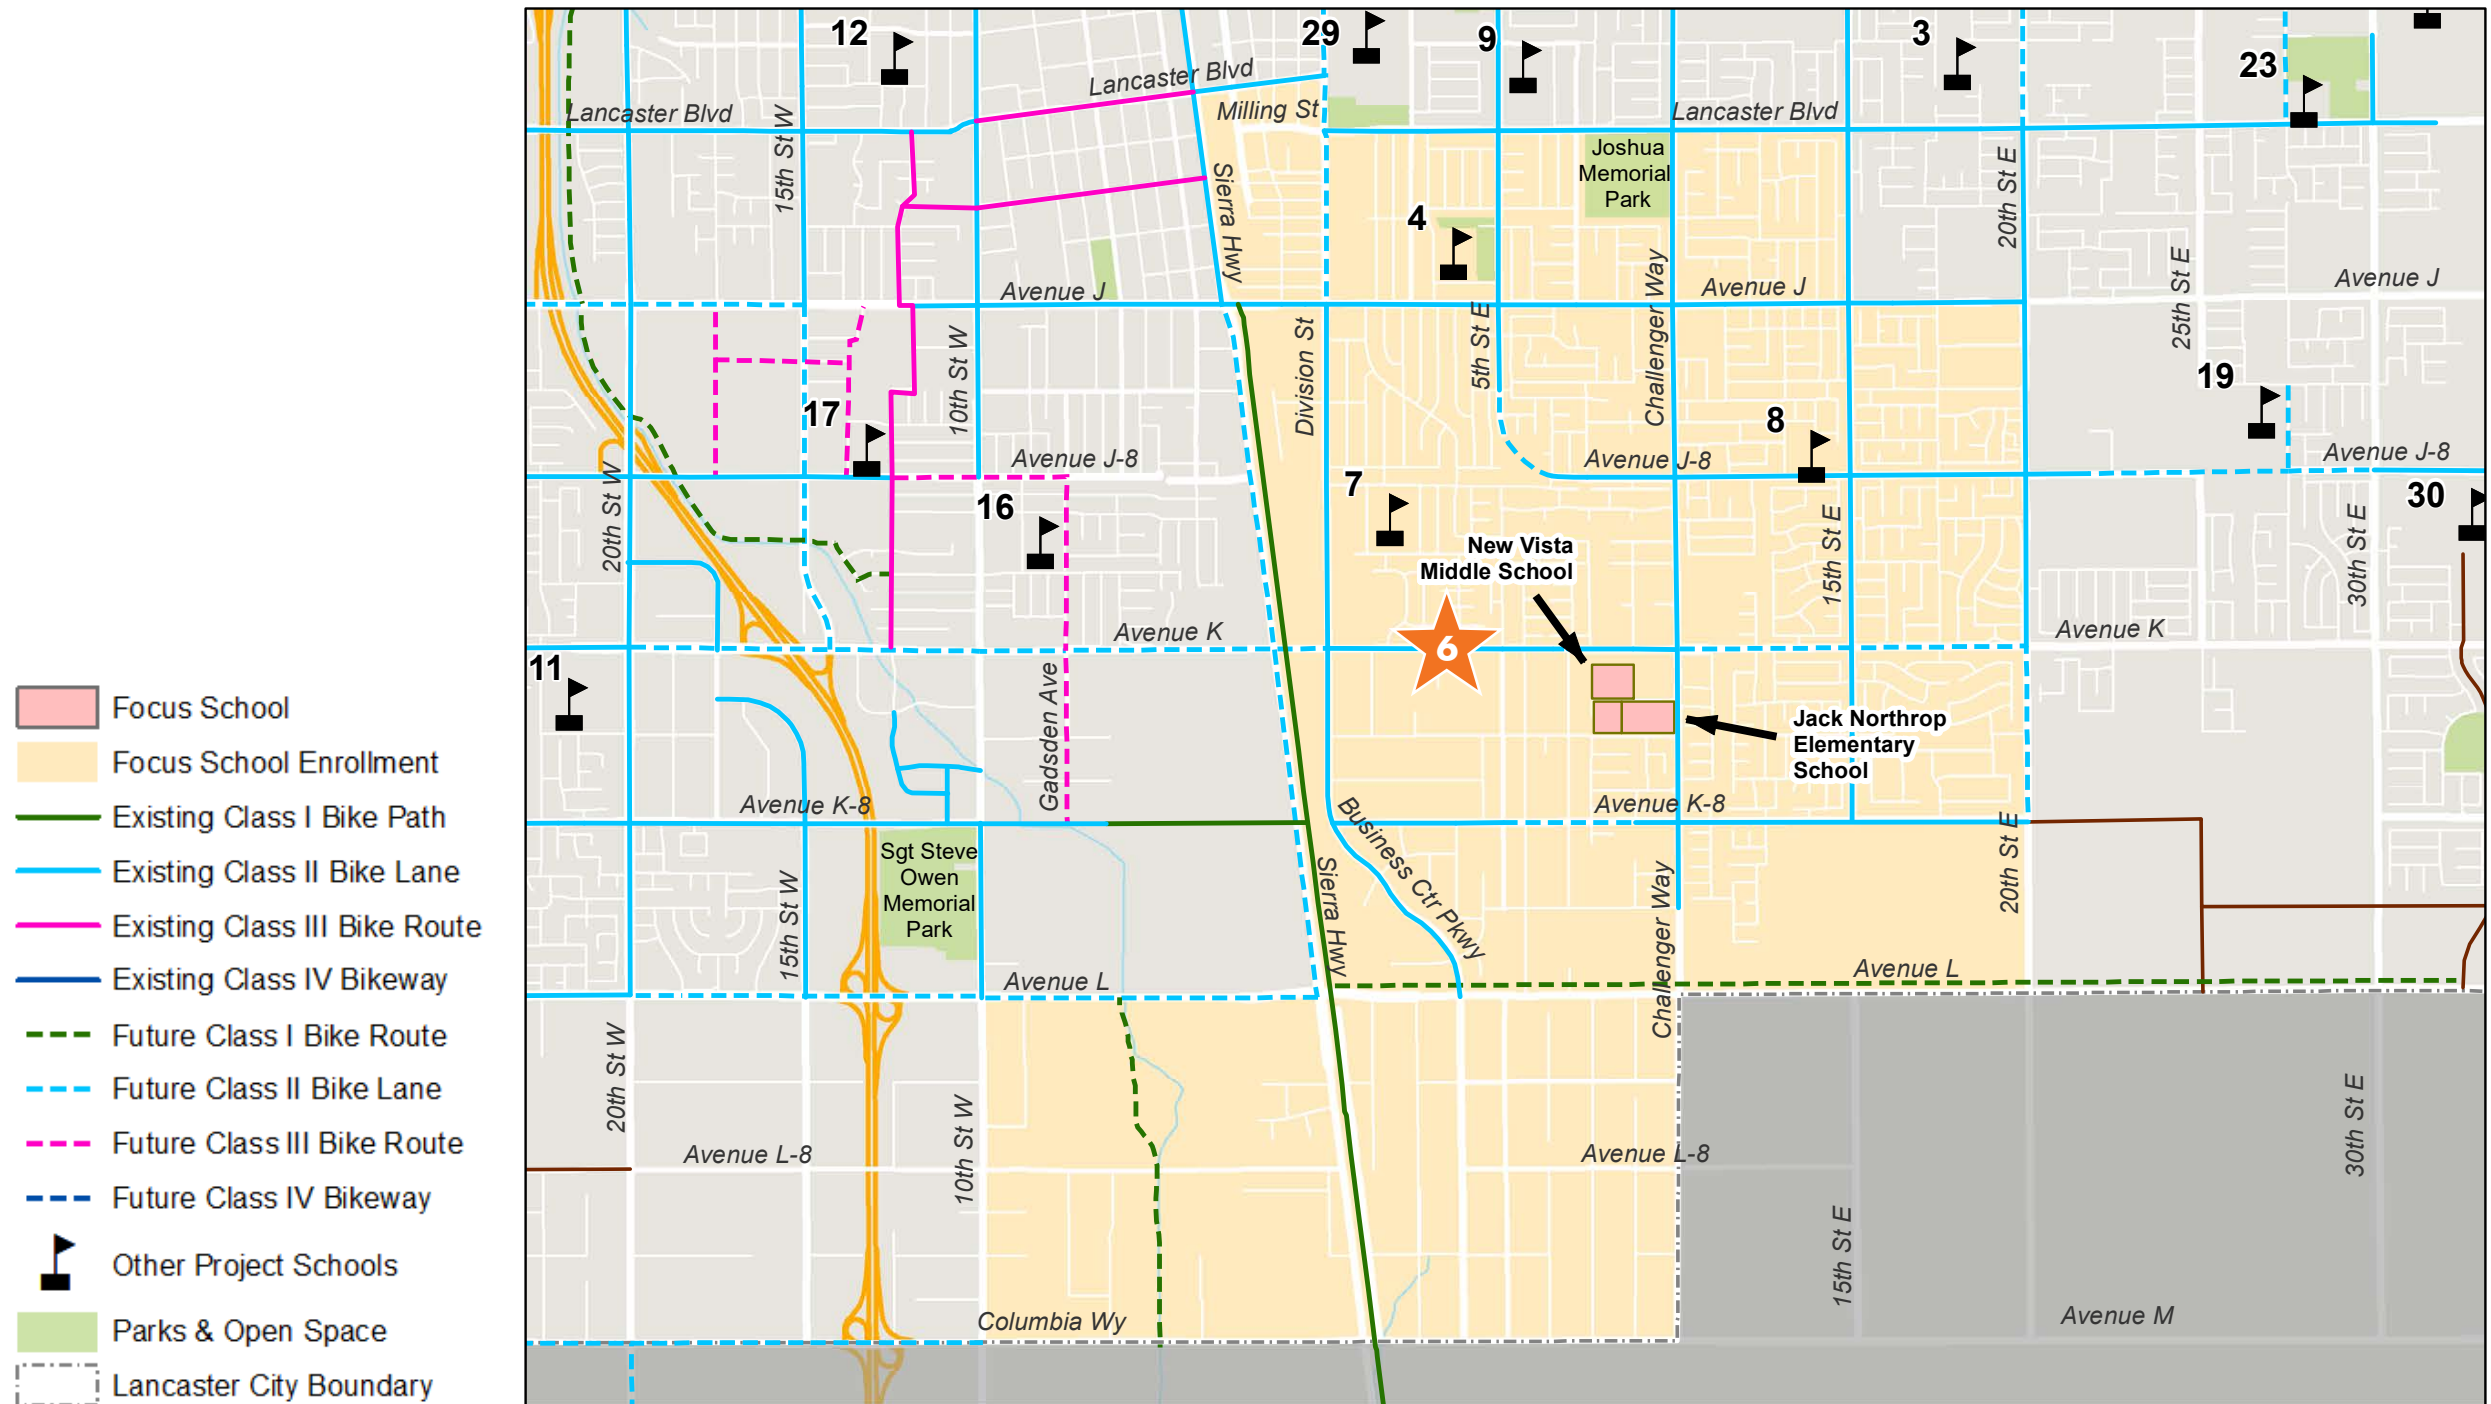 12
29
9
3
23
Lancaster Blvd
Lancaster Blvd
Milling St
Lancaster Blvd
15th St W
Joshua
Memorial
Park
Sierra Hwy
20th St E
4
Avenue J
Avenue J
Avenue J
Challenger Way
25th St E
5th St E
Division St
10th St W
19
17
8
Avenue J-8
Avenue J-8
Avenue J-8
20th St W
7
16
30
15th St E
30th St E
New Vista
Middle School
Avenue K
Avenue K
6
11
Gadsden Ave
Jack Northrop
Elementary
School
Avenue K-8
Avenue K-8
Business Ctr Pkwy
20th St E
Sgt Steve
Owen
Memorial
Park
15th St W
Sierra Hwy
Challenger Way
Avenue L
Avenue L
20th St W
10th St W
Avenue L-8
Avenue L-8
30th St E
15th St E
Columbia Wy
Avenue M
Focus School
Focus School Enrollment
Existing Class I Bike Path
Existing Class II Bike Lane
Existing Class III Bike Route
Existing Class IV Bikeway
Future Class I Bike Route
Future Class II Bike Lane
Future Class III Bike Route
Future Class IV Bikeway
Other Project Schools
Parks & Open Space
Lancaster City Boundary